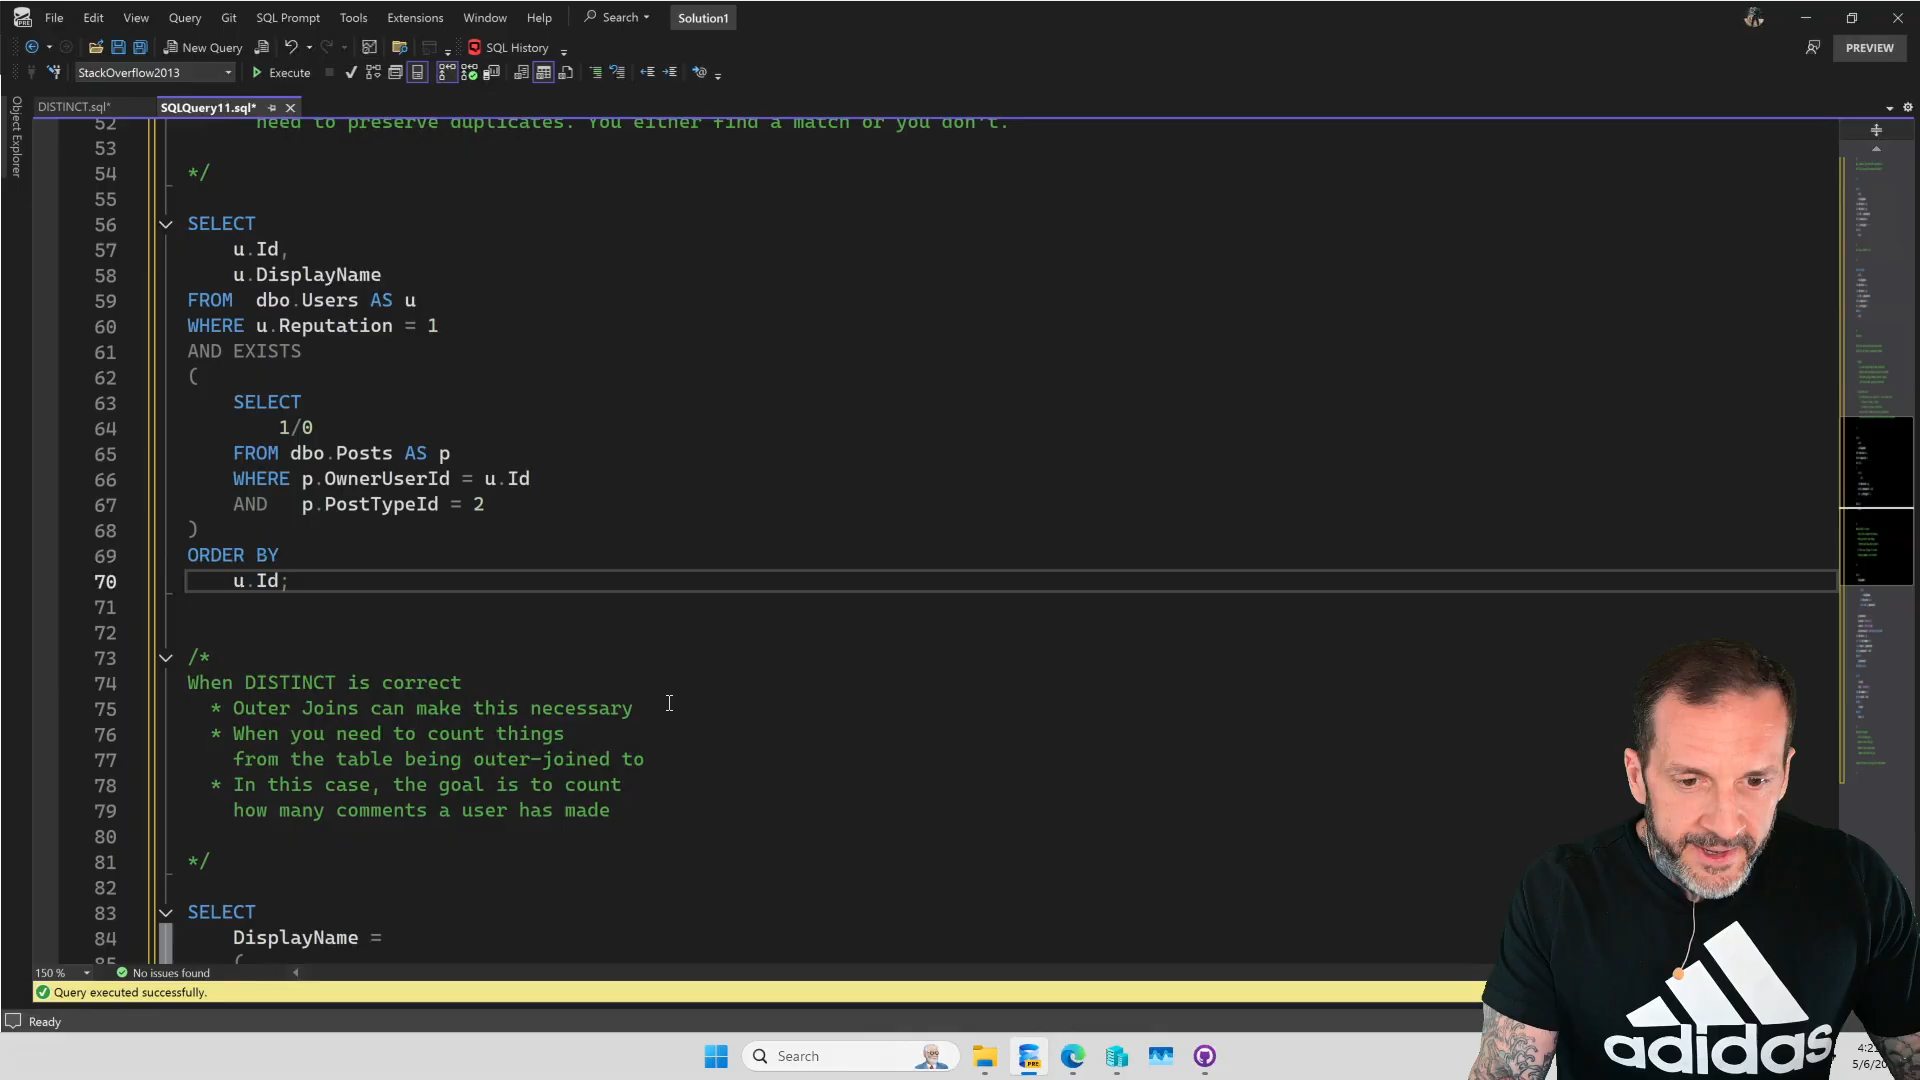 File Edit View Query Git SQL Prompt Tools Extensions Window Help Search Solution1
New Query SQL History PREVIEW
StackOverflow2013 Execute
DISTINCT.sql* SQLQuery11.sql*
Object Explorer
52 need to preserve duplicates. You either find a match or you don't.
53
54 */
55
56 SELECT
57 u.Id,
58 u.DisplayName
59 FROM dbo.Users AS u
60 WHERE u.Reputation = 1
61 AND EXISTS
62 (
63 SELECT
64 1/0
65 FROM dbo.Posts AS p
66 WHERE p.OwnerUserId = u.Id
67 AND p.PostTypeId = 2
68 )
69 ORDER BY
70 u.Id;
71
72
73 /*
74 When DISTINCT is correct
75 * Outer Joins can make this necessary
76 * When you need to count things
77 from the table being outer-joined to
78 * In this case, the goal is to count
79 how many comments a user has made
80
81 */
82
83 SELECT
84 DisplayName =
85 (
150 % No issues found
Query executed successfully.
Ready
Search
adidas